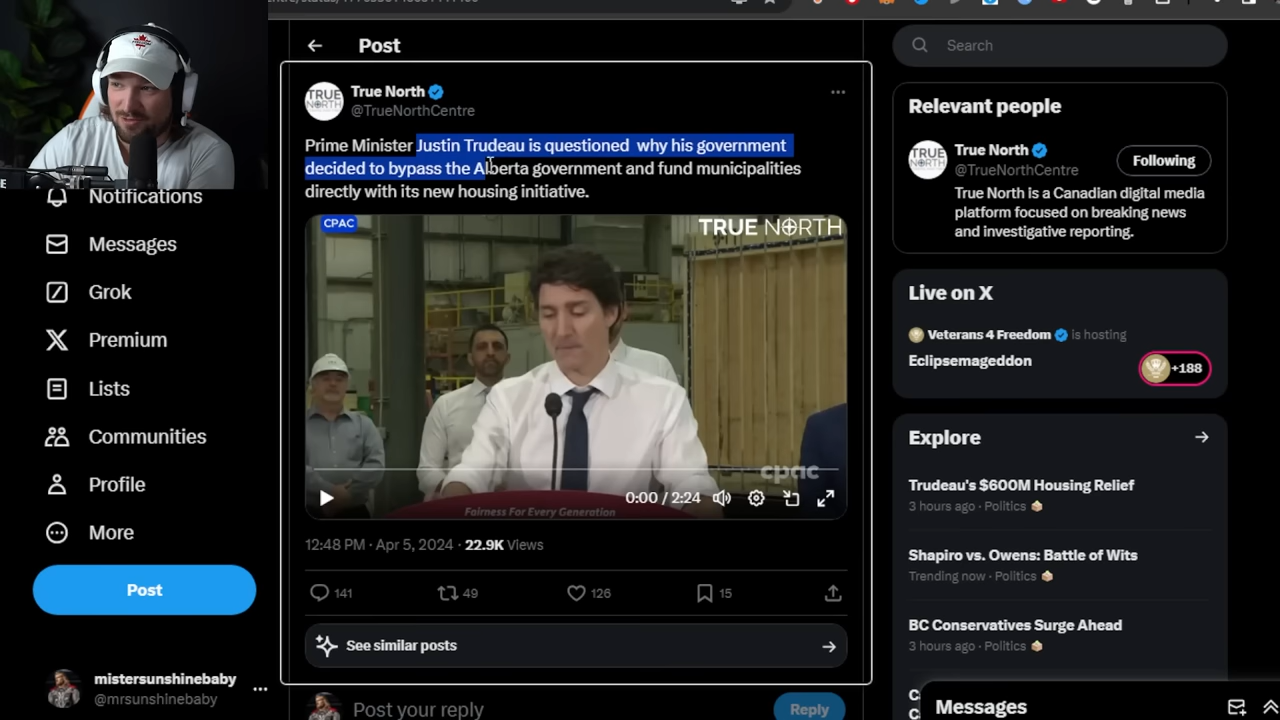 Post
Search
True North
@TrueNorthCentre
Prime Minister Justin Trudeau is questioned why his government
decided to bypass the Alberta government and fund municipalities
directly with its new housing initiative.
TRUE
NORTH
CPAC
TRUE NORTH
cpac
0:00 / 2:24
Fairness For Every Generation
12:48 PM · Apr 5, 2024 · 22.9K Views
141
49
126
15
See similar posts
Post your reply
Reply
Notifications
Messages
Grok
Premium
Lists
Communities
Profile
More
Post
mistersunshinebaby
@mrsunshinebaby
Relevant people
True North
@TrueNorthCentre
Following
True North is a Canadian digital media
platform focused on breaking news
and investigative reporting.
Live on X
Veterans 4 Freedom is hosting
Eclipsemageddon
+188
Explore
Trudeau's $600M Housing Relief
3 hours ago · Politics
Shapiro vs. Owens: Battle of Wits
Trending now · Politics
BC Conservatives Surge Ahead
3 hours ago · Politics
Messages